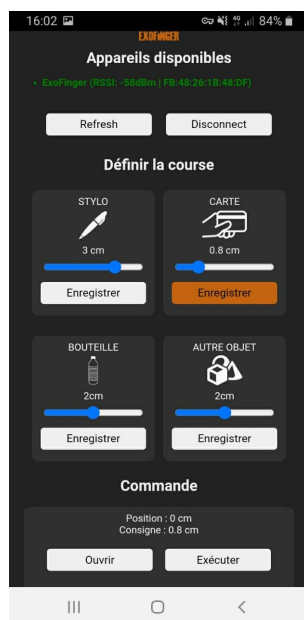 16:02 84%
EXOFINGER
Appareils disponibles
• ExoFinger (RSSI: -58dBm | FB:48:26:1B:48:DF)
Refresh Disconnect
Définir la course
STYLO CARTE
3 cm 0.8 cm
Enregistrer Enregistrer
BOUTEILLE AUTRE OBJET
2cm 2cm
Enregistrer Enregistrer
Commande
Position : 0 cm
Consigne : 0.8 cm
Ouvrir Exécuter